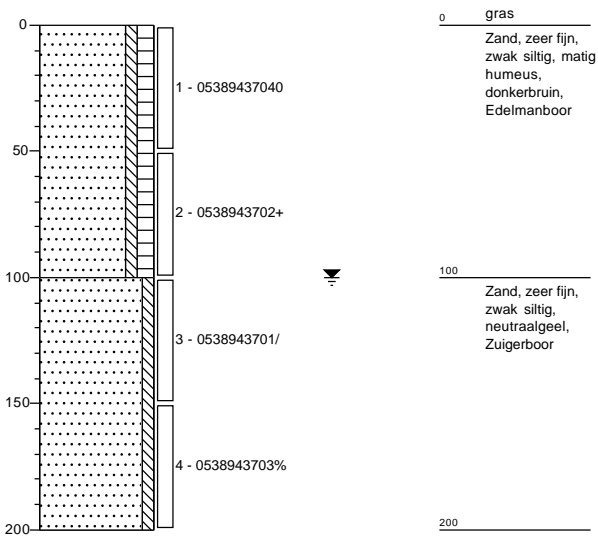 0
50
100
150
200
1 - 05389437040
2 - 0538943702+
3 - 0538943701/
4 - 0538943703%
0
gras
Zand, zeer fijn,
zwak siltig, matig
humeus,
donkerbruin,
Edelmanboor
100
Zand, zeer fijn,
zwak siltig,
neutraalgeel,
Zuigerboor
200